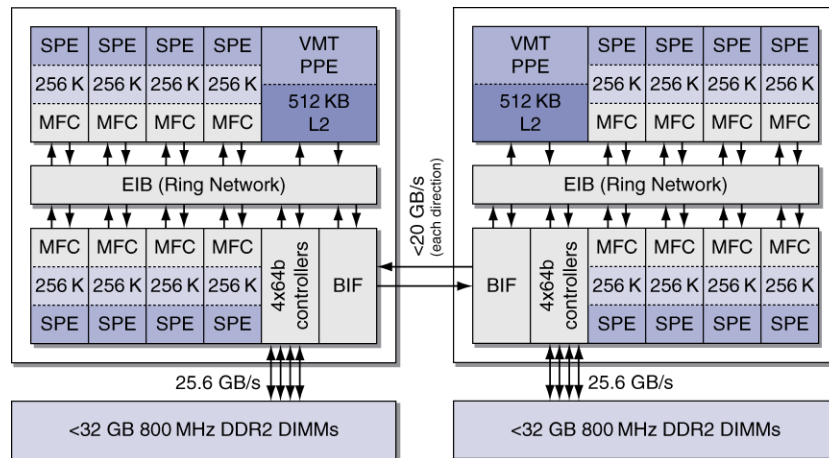 SPE SPE SPE SPE VMT PPE
256 K 256 K 256 K 256 K 512 KB L2
MFC MFC MFC MFC
EIB (Ring Network)
MFC MFC MFC MFC 4x64b controllers BIF
256 K 256 K 256 K 256 K
SPE SPE SPE SPE
25.6 GB/s
<32 GB 800 MHz DDR2 DIMMs
<20 GB/s
(each direction)
VMT PPE SPE SPE SPE SPE
512 KB L2 256 K 256 K 256 K 256 K
MFC MFC MFC MFC
EIB (Ring Network)
BIF 4x64b controllers MFC MFC MFC MFC
256 K 256 K 256 K 256 K
SPE SPE SPE SPE
25.6 GB/s
<32 GB 800 MHz DDR2 DIMMs